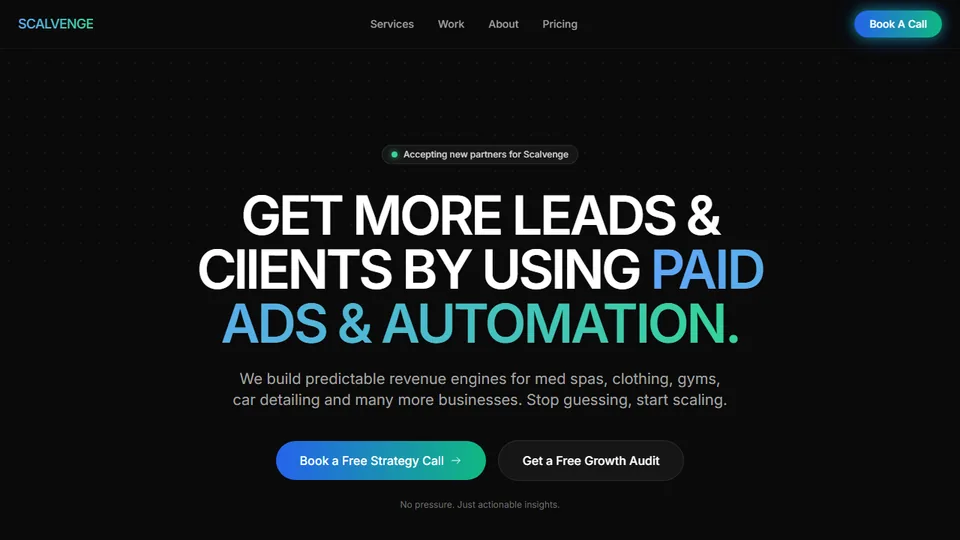 SCALVENGE
Services
Work
About
Pricing
Book A Call
Accepting new partners for Scalvenge
GET MORE LEADS &
ClIENTS BY USING PAID
ADS & AUTOMATION.
We build predictable revenue engines for med spas, clothing, gyms,
car detailing and many more businesses. Stop guessing, start scaling.
Book a Free Strategy Call →
Get a Free Growth Audit
No pressure. Just actionable insights.